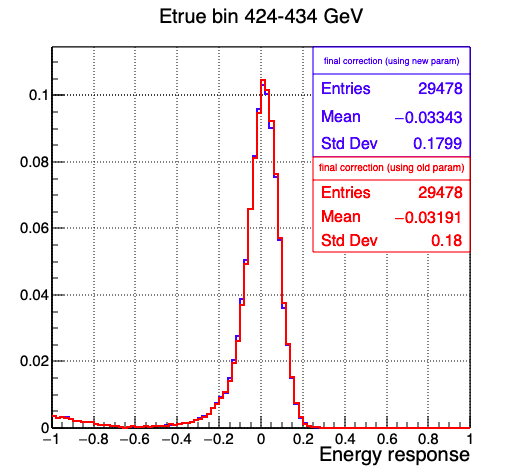 Etrue bin 424-434 GeV
final correction (using new param)
Entries 29478
Mean −0.03343
Std Dev 0.1799
final correction (using old param)
Entries 29478
Mean −0.03191
Std Dev 0.18
0.1
0.08
0.06
0.04
0.02
0
−1 −0.8 −0.6 −0.4 −0.2 0 0.2 0.4 0.6 0.8 1
Energy response